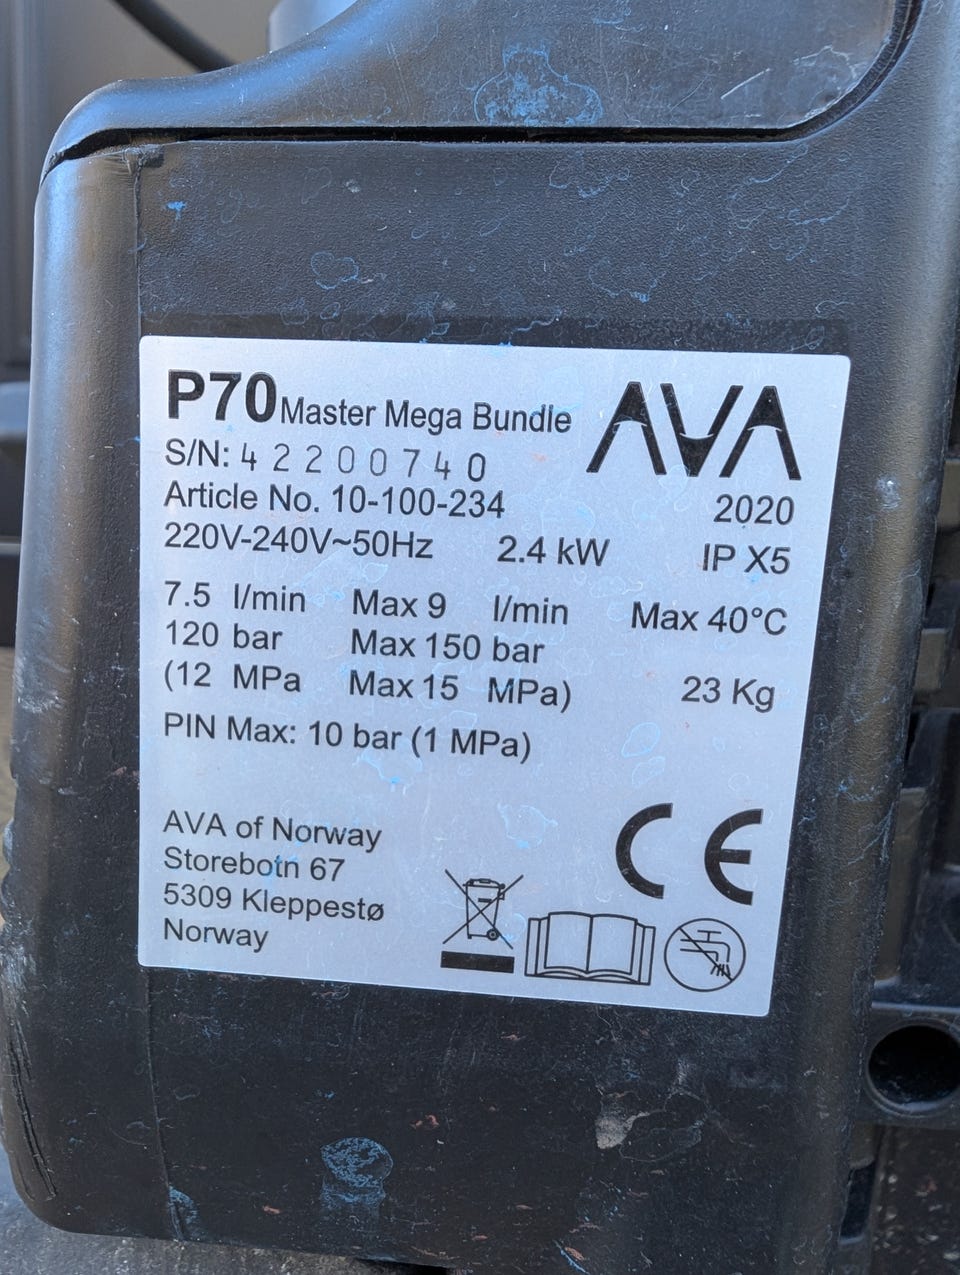 P70 Master Mega Bundle AVA
S/N: 42200740
Article No. 10-100-234 2020
220V-240V~50Hz 2.4 kW IP X5
7.5 l/min Max 9 l/min Max 40°C
120 bar Max 150 bar
(12 MPa Max 15 MPa) 23 Kg
PIN Max: 10 bar (1 MPa)
AVA of Norway
Storebotn 67
5309 Kleppestø
Norway
CE